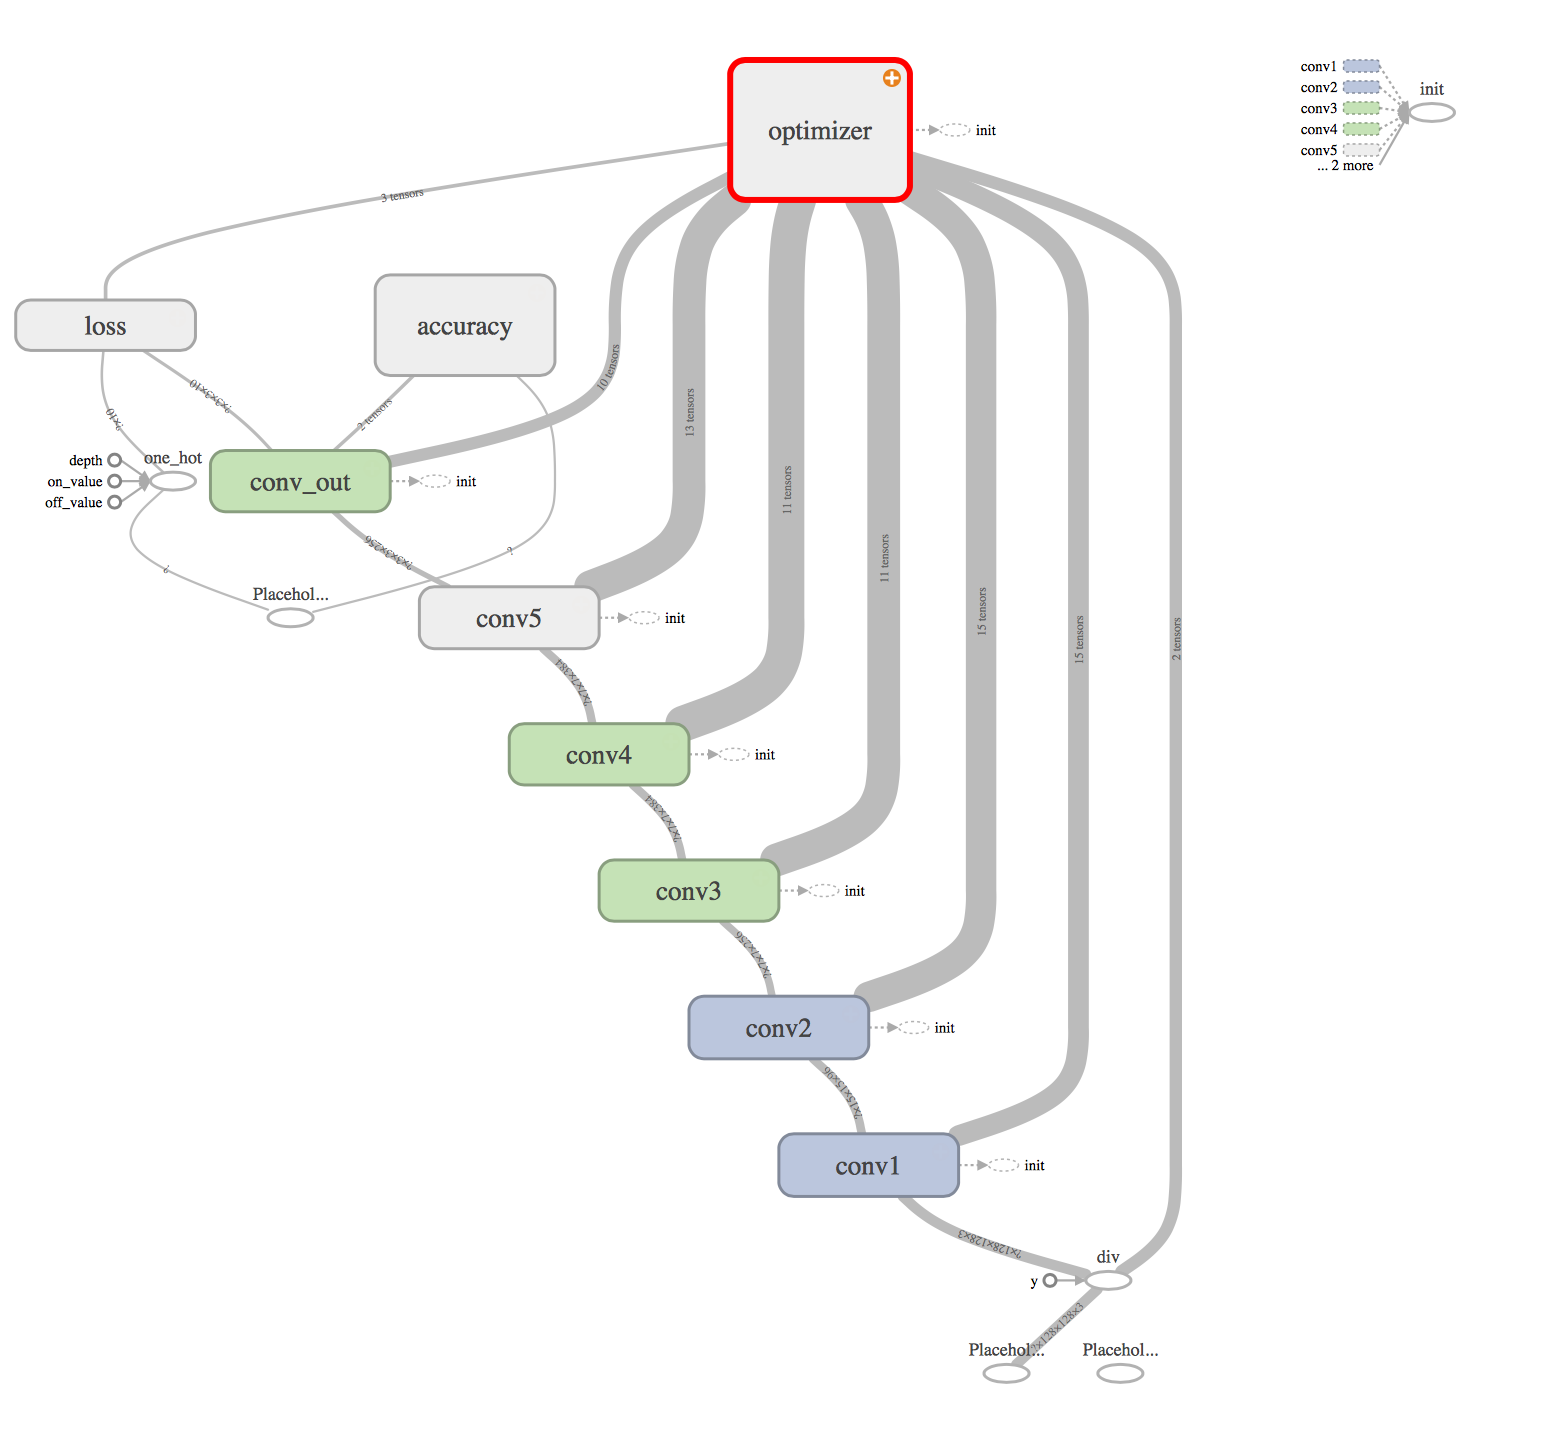 optimizer
init
conv1
conv2
conv3
conv4
conv5
... 2 more
init
3 tensors
loss
accuracy
10 tensors
?×3×3×10
2 tensors
13 tensors
?×10
one_hot
depth
on_value
off_value
conv_out
init
11 tensors
?×3×3×256
?
?
11 tensors
Placehol...
conv5
init
15 tensors
15 tensors
2 tensors
?×7×7×384
conv4
init
?×7×7×384
conv3
init
?×7×7×256
conv2
init
?×15×15×96
conv1
init
?×128×128×3
div
y
?×128×128×3
Placehol...
Placehol...